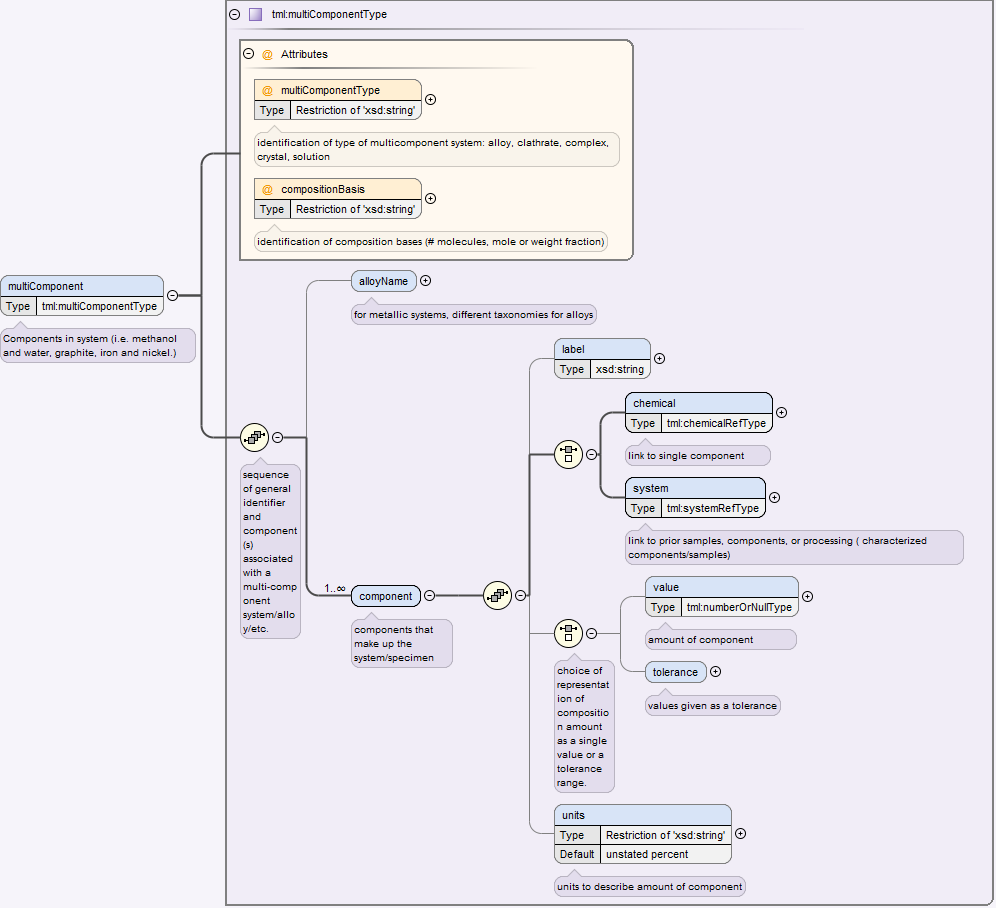 tml:multiComponentType
@ Attributes
@ multiComponentType
Type Restriction of 'xsd:string'
identification of type of multicomponent system: alloy, clathrate, complex,
crystal, solution
@ compositionBasis
Type Restriction of 'xsd:string'
identification of composition bases (# molecules, mole or weight fraction)
multiComponent
Type tml:multiComponentType
Components in system (i.e. methanol
and water, graphite, iron and nickel.)
alloyName
for metallic systems, different taxonomies for alloys
sequence
of general
identifier
and
component
(s)
associated
with a
multi-comp
onent
system/allo
y/etc.
1..∞
component
components that
make up the
system/specimen
label
Type xsd:string
chemical
Type tml:chemicalRefType
link to single component
system
Type tml:systemRefType
link to prior samples, components, or processing ( characterized
components/samples)
choice of
representat
ion of
compositio
n amount
as a single
value or a
tolerance
range.
value
Type tml:numberOrNullType
amount of component
tolerance
values given as a tolerance
units
Type Restriction of 'xsd:string'
Default unstated percent
units to describe amount of component